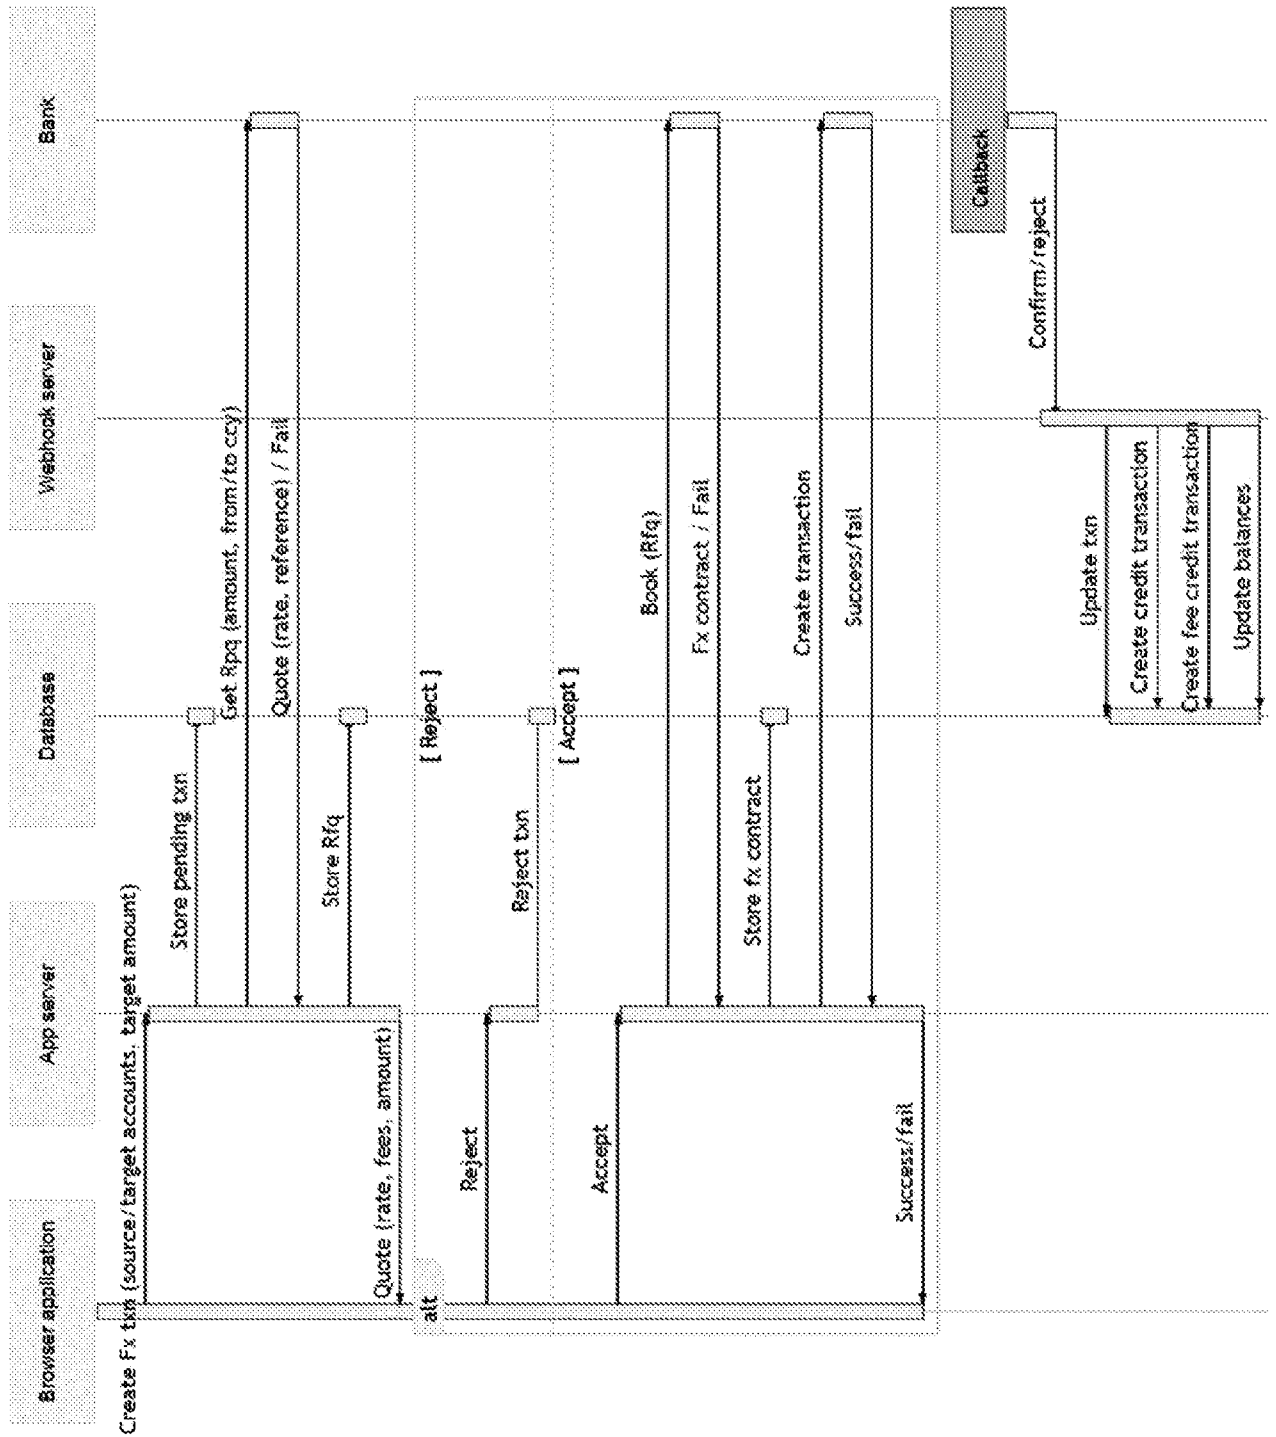 Browser application
App server
Database
Webhook server
Bank
Create Fx txn (source/target accounts, target amount)
Store pending txn
Get Rpq (amount, from/to ccy)
Quote (rate, reference) / Fail
Store Rfq
Quote (rate, fees, amount)
alt
[ Reject ]
Reject
Reject txn
[ Accept ]
Accept
Book (Rfq)
Fx contract / Fail
Store fx contract
Create transaction
Success/fail
Success/fail
Callback
Confirm/reject
Update txn
Create credit transaction
Create fee credit transaction
Update balances